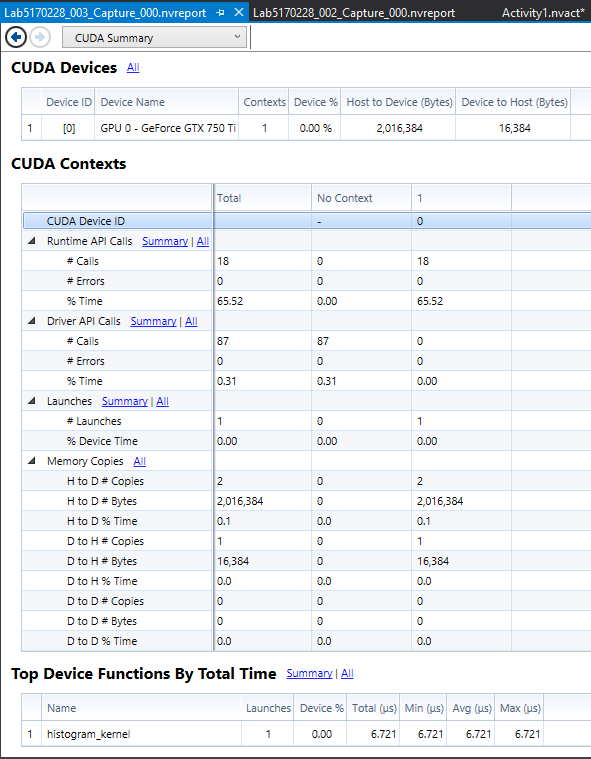 Lab5170228_003_Capture_000.nvreport Lab5170228_002_Capture_000.nvreport Activity1.nvact*
CUDA Summary
CUDA Devices All
Device ID Device Name Contexts Device % Host to Device (Bytes) Device to Host (Bytes)
1 [0] GPU 0 - GeForce GTX 750 Ti 1 0.00 % 2,016,384 16,384
CUDA Contexts
Total No Context 1
CUDA Device ID - 0
Runtime API Calls Summary | All
# Calls 18 0 18
# Errors 0 0 0
% Time 65.52 0.00 65.52
Driver API Calls Summary | All
# Calls 87 87 0
# Errors 0 0 0
% Time 0.31 0.31 0.00
Launches Summary | All
# Launches 1 0 1
% Device Time 0.00 0.00 0.00
Memory Copies All
H to D # Copies 2 0 2
H to D # Bytes 2,016,384 0 2,016,384
H to D % Time 0.1 0.0 0.1
D to H # Copies 1 0 1
D to H # Bytes 16,384 0 16,384
D to H % Time 0.0 0.0 0.0
D to D # Copies 0 0 0
D to D # Bytes 0 0 0
D to D % Time 0.0 0.0 0.0
Top Device Functions By Total Time Summary | All
Name Launches Device % Total (μs) Min (μs) Avg (μs) Max (μs)
1 histogram_kernel 1 0.00 6.721 6.721 6.721 6.721